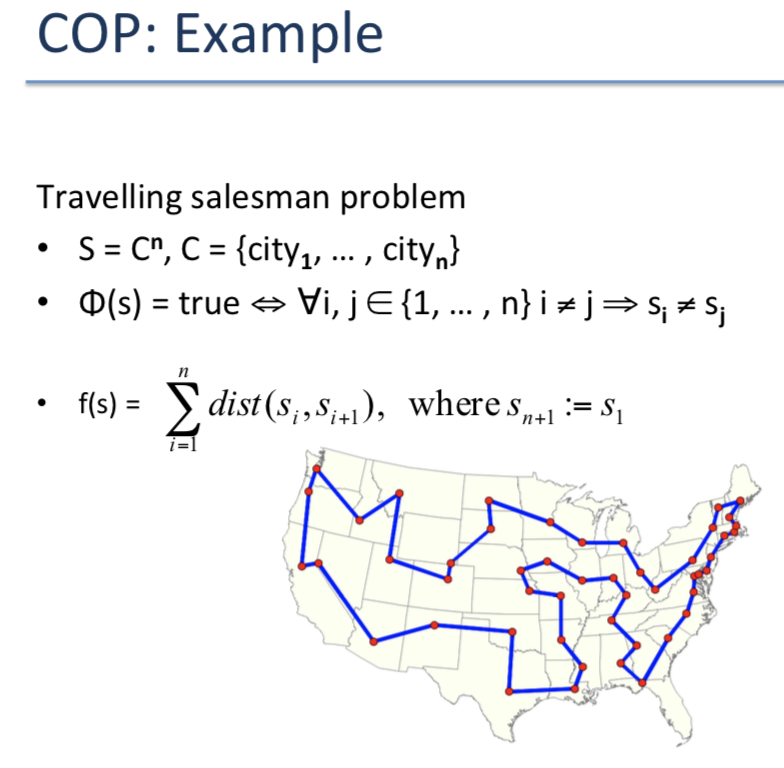 COP: Example
Travelling salesman problem
• S = Cⁿ, C = {city₁, ... , cityₙ}
• Φ(s) = true ⇔ ∀i, j ∈ {1, ... , n} i ≠ j ⇒ sᵢ ≠ sⱼ
• f(s) = ∑ᵢ₌₁ⁿ dist(sᵢ, sᵢ₊₁), where sₙ₊₁ := s₁